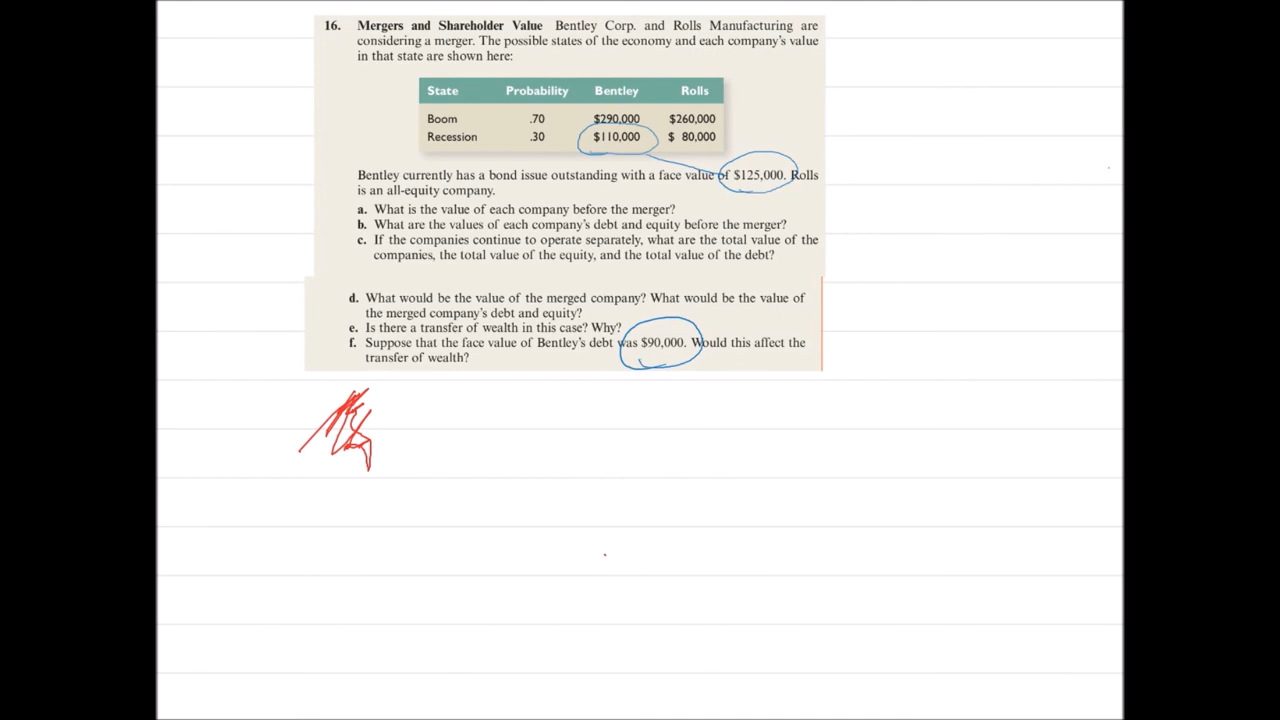 16. Mergers and Shareholder Value Bentley Corp. and Rolls Manufacturing are
considering a merger. The possible states of the economy and each company's value
in that state are shown here:
State Probability Bentley Rolls
Boom .70 $290,000 $260,000
Recession .30 $110,000 $ 80,000
Bentley currently has a bond issue outstanding with a face value of $125,000. Rolls
is an all-equity company.
a. What is the value of each company before the merger?
b. What are the values of each company's debt and equity before the merger?
c. If the companies continue to operate separately, what are the total value of the
companies, the total value of the equity, and the total value of the debt?
d. What would be the value of the merged company? What would be the value of
the merged company's debt and equity?
e. Is there a transfer of wealth in this case? Why?
f. Suppose that the face value of Bentley's debt was $90,000. Would this affect the
transfer of wealth?